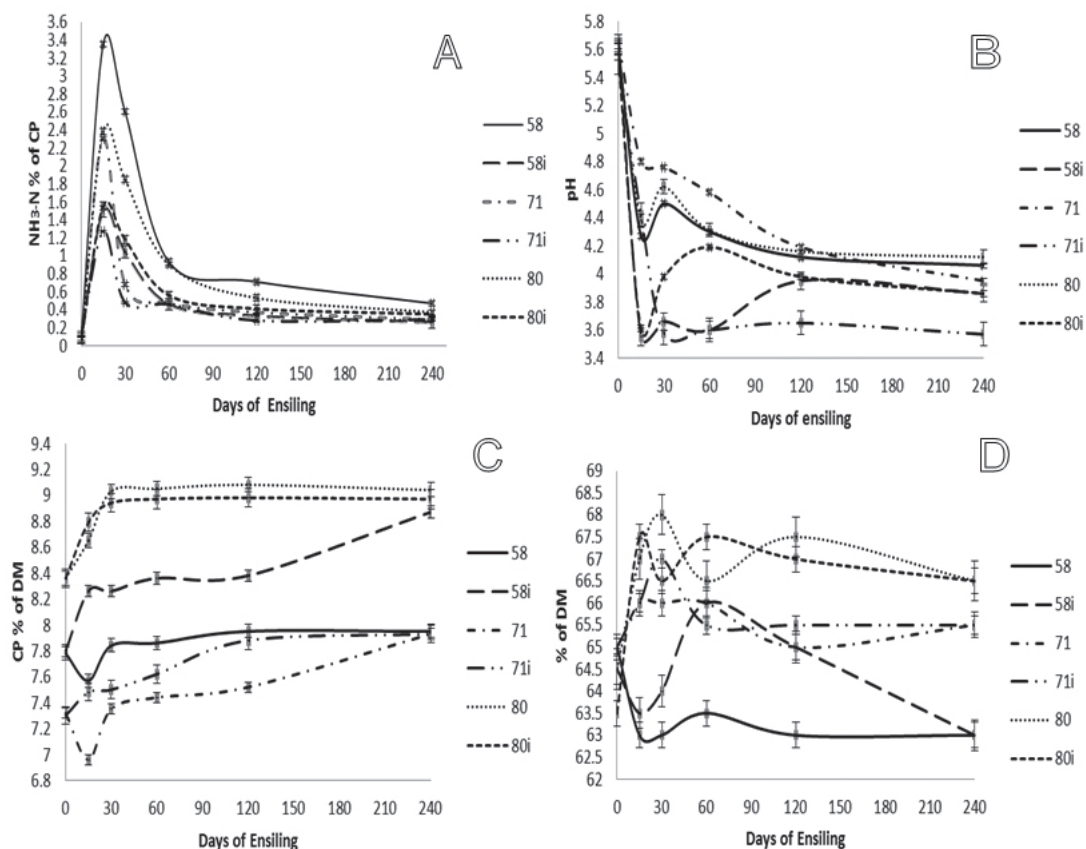 A
NH3-N % of CP
3.6
3.4
3.2
3
2.8
2.6
2.4
2.2
2
1.8
1.6
1.4
1.2
1
0.8
0.6
0.4
0.2
0
0 30 60 90 120 150 180 210 240
Days of Ensiling
58
58i
71
71i
80
80i
B
pH
5.8
5.6
5.4
5.2
5
4.8
4.6
4.4
4.2
4
3.8
3.6
3.4
0 30 60 90 120 150 180 210 240
Days of ensiling
58
58i
71
71i
80
80i
C
CP % of DM
9.4
9.2
9
8.8
8.6
8.4
8.2
8
7.8
7.6
7.4
7.2
7
6.8
0 30 60 90 120 150 180 210 240
Days of Ensiling
58
58i
71
71i
80
80i
D
% of DM
69
68.5
68
67.5
67
66.5
66
65.5
65
64.5
64
63.5
63
62.5
62
0 30 60 90 120 150 180 210 240
Days of Ensiling
58
58i
71
71i
80
80i